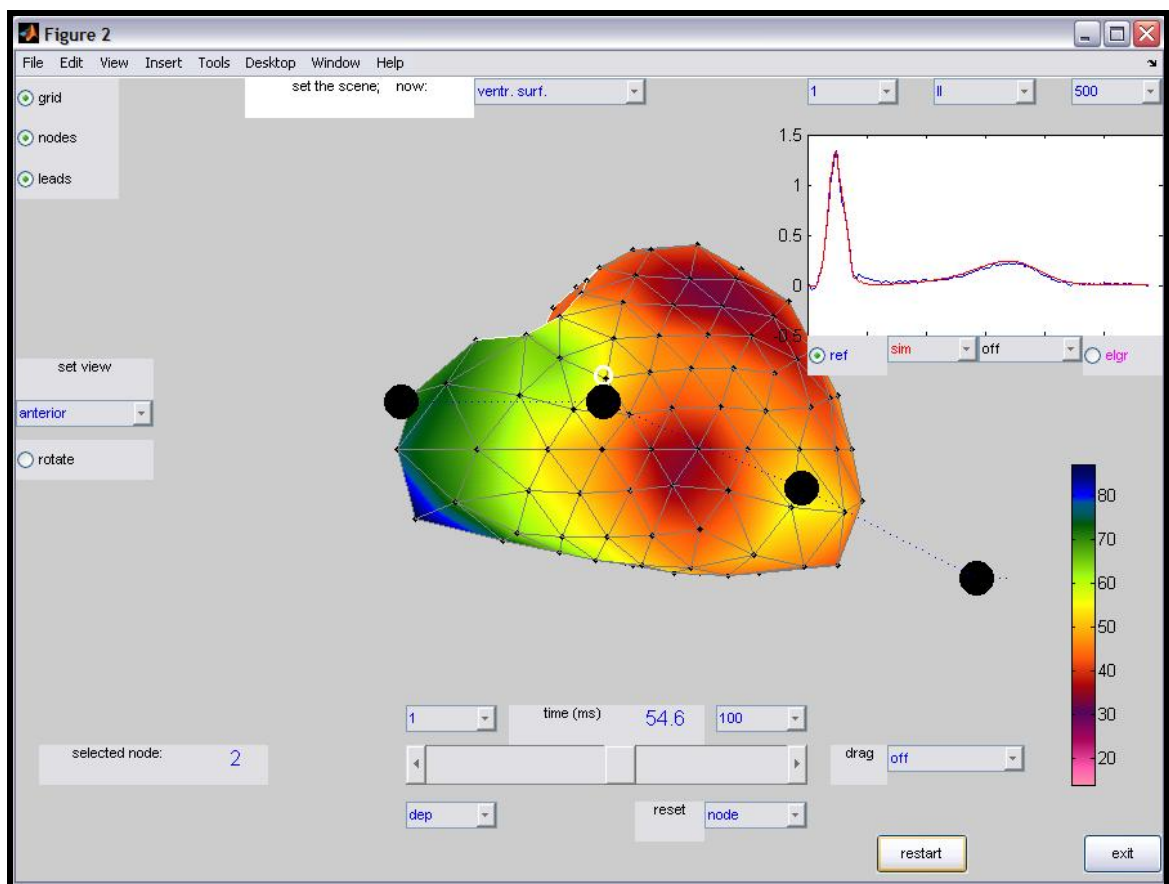 Figure 2
File Edit View Insert Tools Desktop Window Help
grid
nodes
leads
set the scene; now:
ventr. surf.
1
II
500
1.5
1
0.5
0
-0.5
ref
sim
off
elgr
set view
anterior
rotate
80
70
60
50
40
30
20
1
time (ms)
54.6
100
selected node: 2
drag
off
dep
reset
node
restart
exit